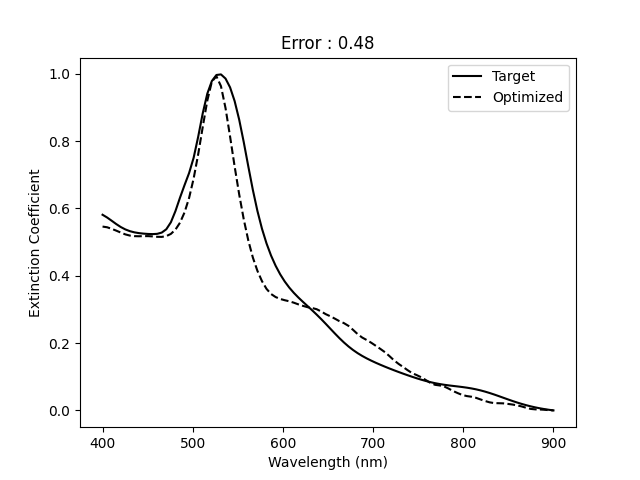 Error : 0.48
Target
Optimized
Extinction Coefficient
1.0
0.8
0.6
0.4
0.2
0.0
400 500 600 700 800 900
Wavelength (nm)